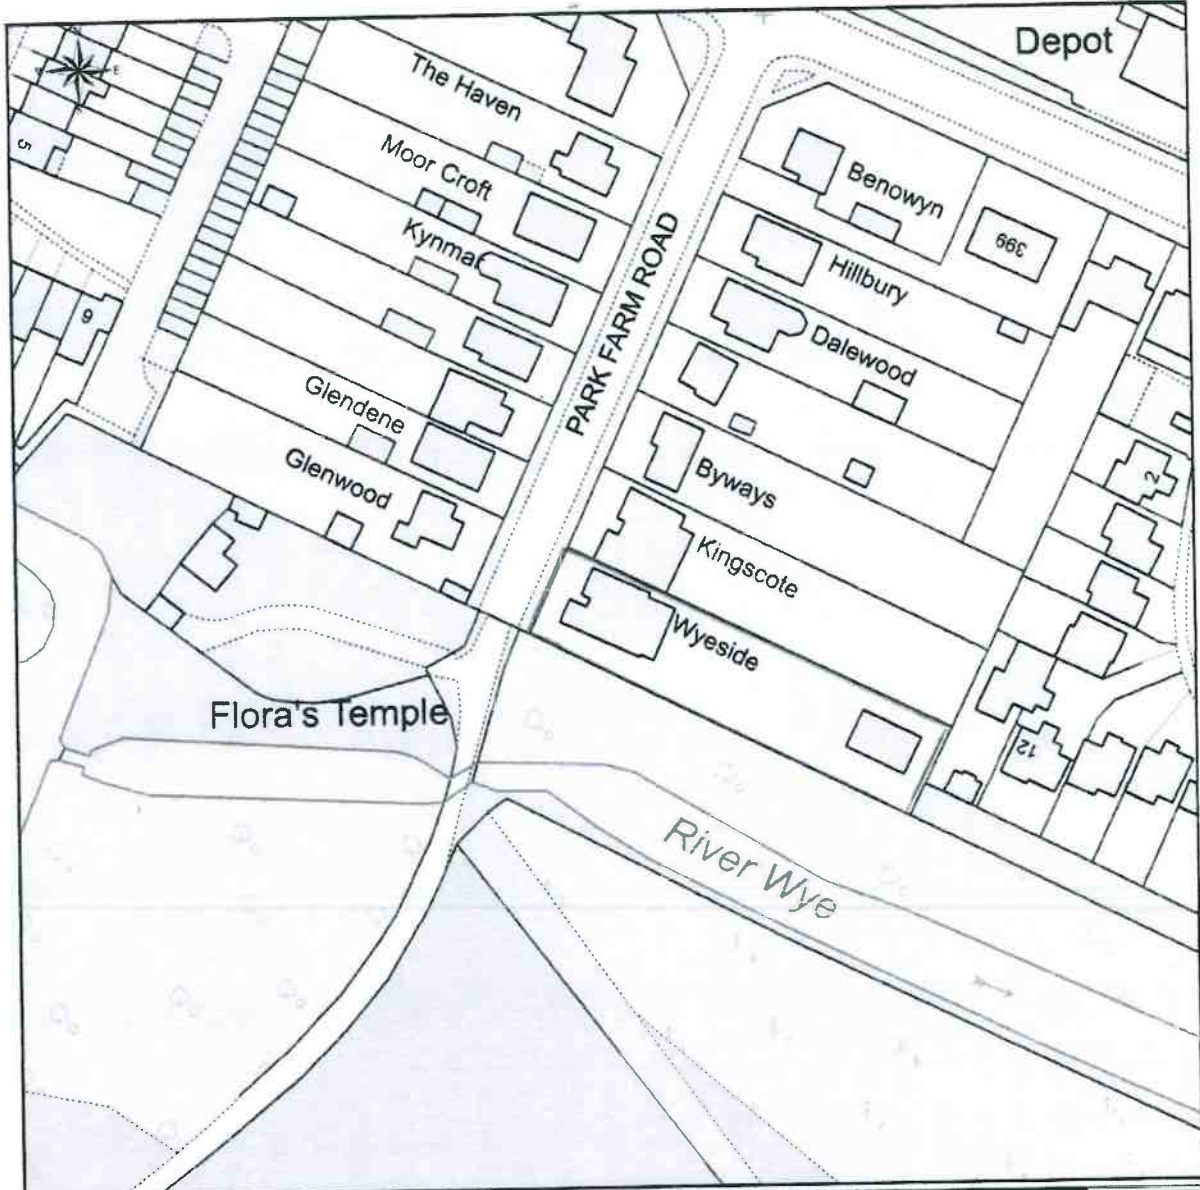 Depot
The Haven
E
Moor Croft
5
Benowyn
399
Kynmac
PARK FARM ROAD
Hillbury
9
Dalewood
Glendene
Glenwood
Byways
2
Kingscote
Wyeside
Flora's Temple
12
River Wye